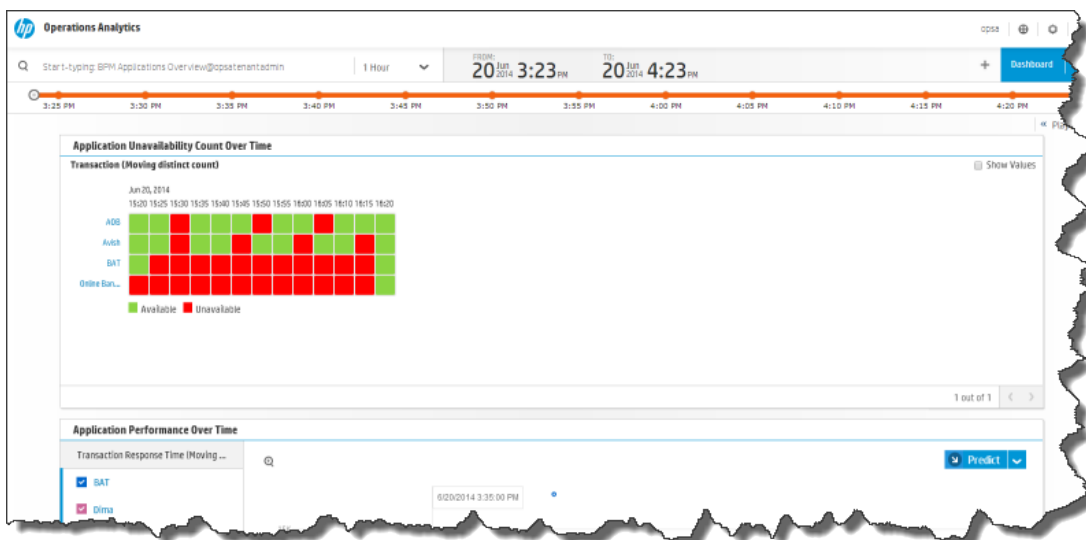 hp Operations Analytics opsa
Start-typing: BPM Applications Overview@opsatenantadmin 1 Hour FROM: 20 Jun 2014 3:23 PM TO: 20 Jun 2014 4:23 PM + Dashboard
3:25 PM 3:30 PM 3:35 PM 3:40 PM 3:45 PM 3:50 PM 3:55 PM 4:00 PM 4:05 PM 4:10 PM 4:15 PM 4:20 PM
«
Application Unavailability Count Over Time
Transaction (Moving distinct count) Show Values
Jun 20, 2014
15:20 15:25 15:30 15:35 15:40 15:45 15:50 15:55 16:00 16:05 16:10 16:15 16:20
ADB
Avish
BAT
Online Ban...
Available Unavailable
1 out of 1 < >
Application Performance Over Time
Transaction Response Time (Moving ... Predict
BAT
6/20/2014 3:35:00 PM
Dima